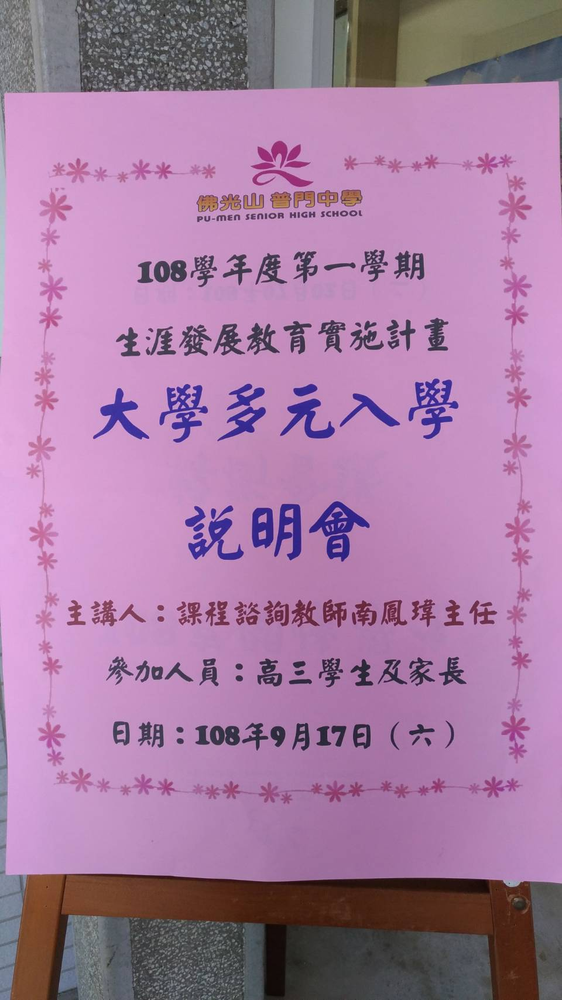 佛光山 普門中學
PU-MEN SENIOR HIGH SCHOOL
108學年度第一學期
生涯發展教育實施計畫
大學多元入學
說明會
主講人：課程諮詢教師南鳳瑋主任
參加人員：高三學生及家長
日期：108年9月17日（六）